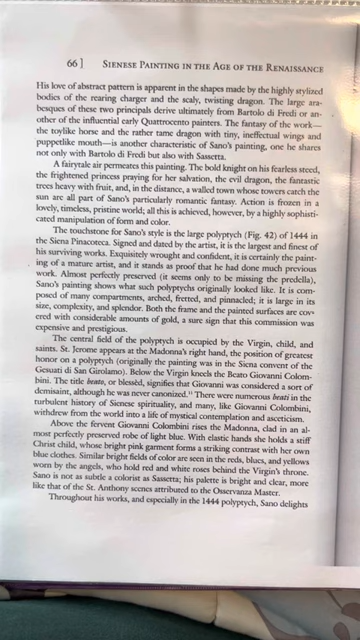 66]	SIENESE PAINTING IN THE AGE OF THE RENAISSANCE
His love of abstract pattern is apparent in the shapes made by the highly stylized
bodies of the rearing charger and the scaly, twisting dragon. The large ara-
besques of these two principals derive ultimately from Bartolo di Fredi or an-
other of the influential early Quattrocento painters. The fantasy of the work—
the toylike horse and the rather tame dragon with tiny, ineffectual wings and
puppetlike mouth—is another characteristic of Sano's painting, one he shares
not only with Bartolo di Fredi but also with Sassetta.
A fairytale air permeates this painting. The bold knight on his fearless steed,
the frightened princess praying for her salvation, the evil dragon, the fantastic
trees heavy with fruit, and, in the distance, a walled town whose towers catch the
sun are all part of Sano's particularly romantic fantasy. Action is frozen in a
lovely, timeless, pristine world; all this is achieved, however, by a highly sophisti-
cated manipulation of form and color.
The touchstone for Sano's style is the large polyptych (Fig. 42) of 1444 in
the Siena Pinacoteca. Signed and dated by the artist, it is the largest and finest of
his surviving works. Exquisitely wrought and confident, it is certainly the paint-
ing of a mature artist, and it stands as proof that he had done much previous
work. Almost perfectly preserved (it seems only to be missing the predella),
Sano's painting shows what such polyptychs originally looked like. It is com-
posed of many compartments, arched, fretted, and pinnacled; it is large in its
size, complexity, and splendor. Both the frame and the painted surfaces are cov-
ered with considerable amounts of gold, a sure sign that this commission was
expensive and prestigious.
The central field of the polyptych is occupied by the Virgin, child, and
saints. St. Jerome appears at the Madonna's right hand, the position of greatest
honor on a polyptych (originally the painting was in the Siena convent of the
Gesuati di San Girolamo). Below the Virgin kneels the Beato Giovanni Colom-
bini. The title beato, or blessèd, signifies that Giovanni was considered a sort of
demisaint, although he was never canonized.¹¹ There were numerous beati in the
turbulent history of Sienese spirituality, and many, like Giovanni Colombini,
withdrew from the world into a life of mystical contemplation and asceticism.
Above the fervent Giovanni Colombini rises the Madonna, clad in an al-
most perfectly preserved robe of light blue. With elastic hands she holds a stiff
Christ child, whose bright pink garment forms a striking contrast with her own
blue clothes. Similar bright fields of color are seen in the reds, blues, and yellows
worn by the angels, who hold red and white roses behind the Virgin's throne.
Sano is not as subtle a colorist as Sassetta; his palette is bright and clear, more
like that of the St. Anthony scenes attributed to the Osservanza Master.
Throughout his works, and especially in the 1444 polyptych, Sano delights